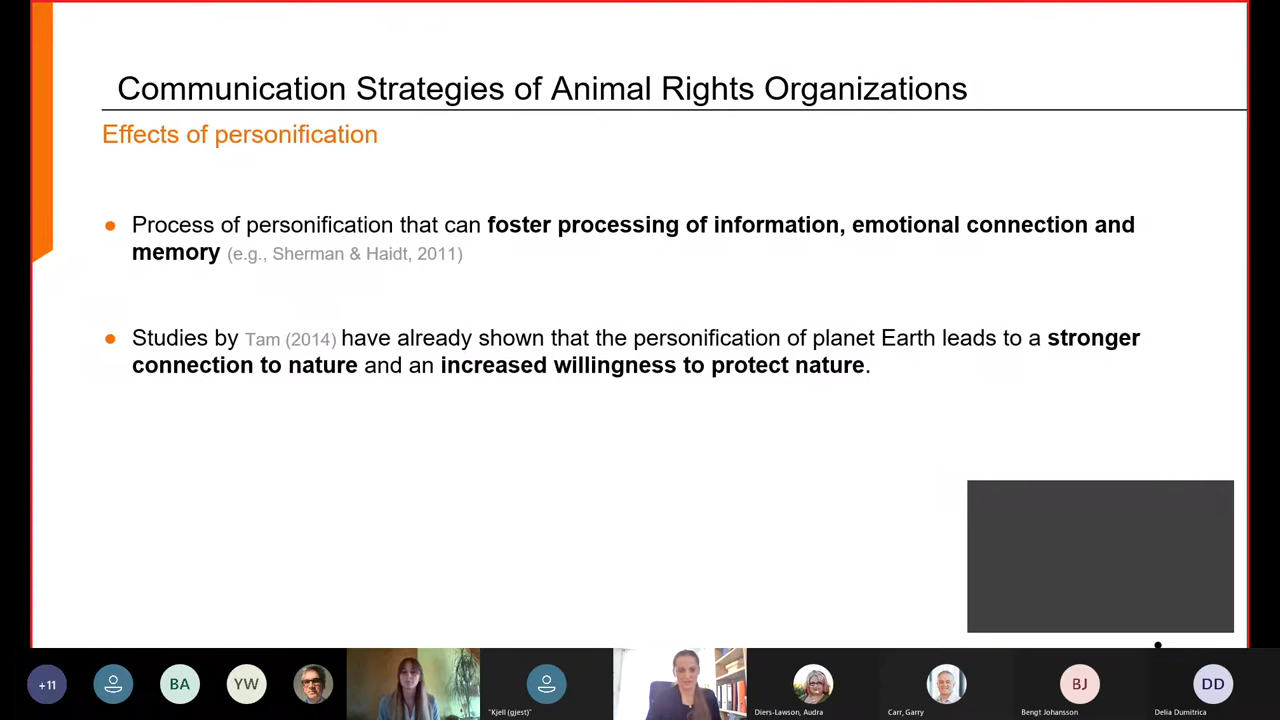 Communication Strategies of Animal Rights Organizations
Effects of personification
Process of personification that can foster processing of information, emotional connection and
memory (e.g., Sherman & Haidt, 2011)
Studies by Tam (2014) have already shown that the personification of planet Earth leads to a stronger
connection to nature and an increased willingness to protect nature.
+11
BA
YW
BJ
DD
"Kjell (gjest)"
Diers-Lawson, Audra
Carr, Garry
Bengt Johansson
Delia Dumitrica